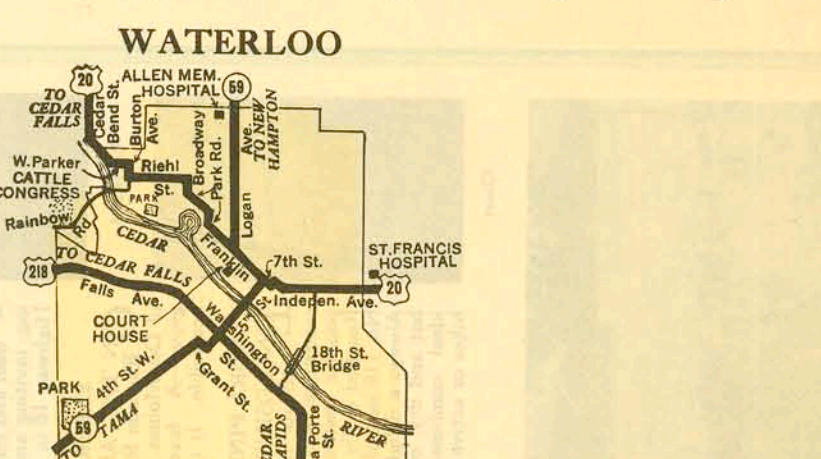 WATERLOO
20
ALLEN MEM.
HOSPITAL
59
TO
CEDAR
FALLS
Cedar
Bend St.
Burton
Ave.
Broadway
Park Rd.
Logan
Ave.
TO NEW
HAMPTON
W. Parker
CATTLE
CONGRESS
Riehl
St.
PARK
Rainbow
Rd
CEDAR
Franklin
7th St.
ST. FRANCIS
HOSPITAL
218
TO CEDAR FALLS
20
Falls
Ave.
Indepen. Ave.
5th St.
COURT
HOUSE
Washington
St.
18th St.
Bridge
PARK
4th St. W.
Grant St.
59
TO TAMA
CEDAR
RAPIDS
La Porte
St.
RIVER